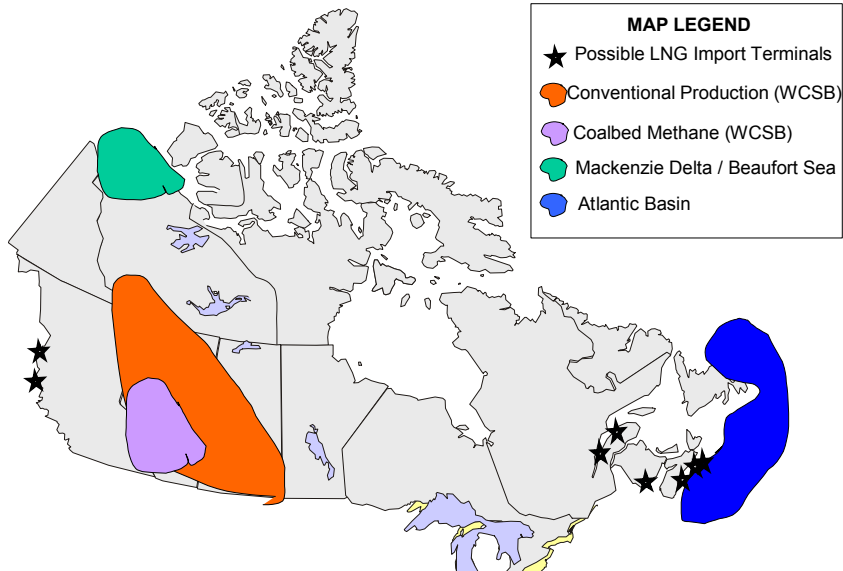 MAP LEGEND
Possible LNG Import Terminals
Conventional Production (WCSB)
Coalbed Methane (WCSB)
Mackenzie Delta / Beaufort Sea
Atlantic Basin